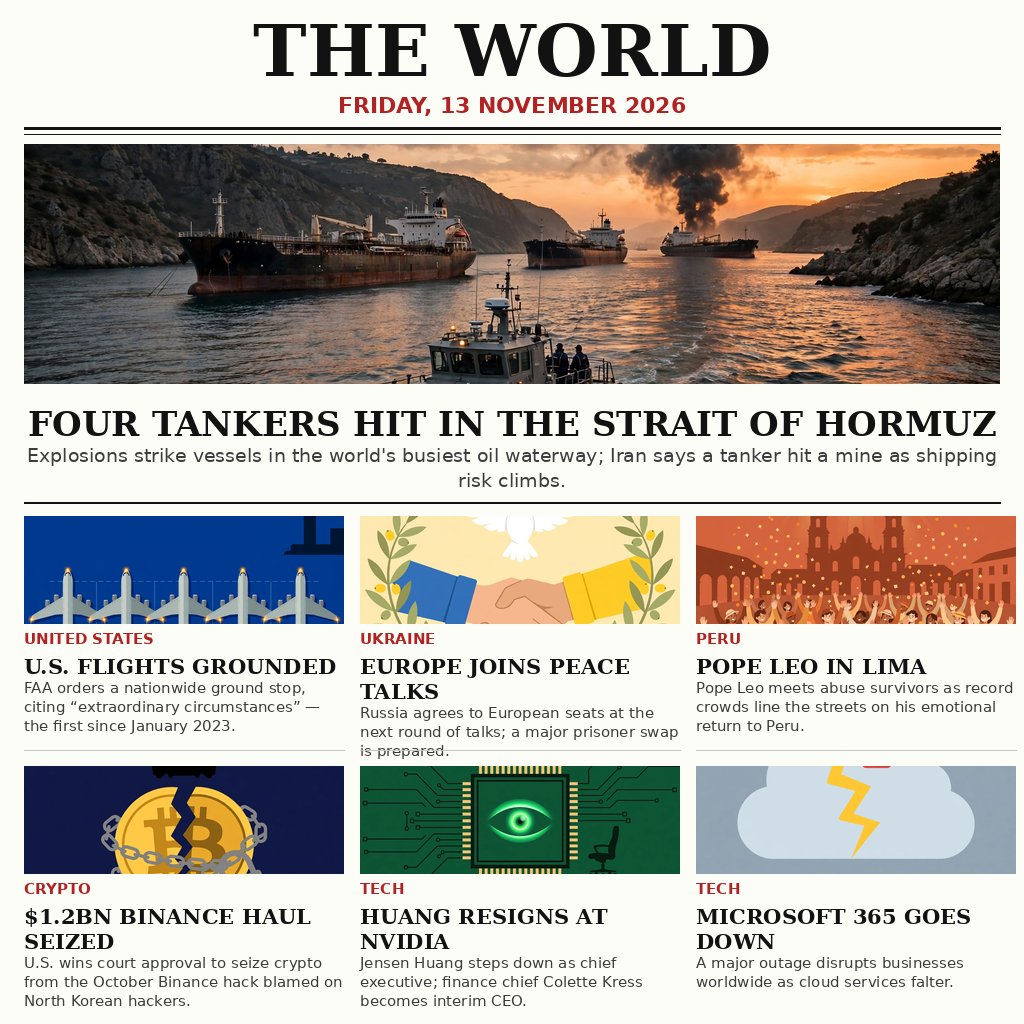 THE WORLD
FRIDAY, 13 NOVEMBER 2026
FOUR TANKERS HIT IN THE STRAIT OF HORMUZ
Explosions strike vessels in the world's busiest oil waterway; Iran says a tanker hit a mine as shipping
risk climbs.
UNITED STATES
U.S. FLIGHTS GROUNDED
FAA orders a nationwide ground stop,
citing “extraordinary circumstances” —
the first since January 2023.
UKRAINE
EUROPE JOINS PEACE
TALKS
Russia agrees to European seats at the
next round of talks; a major prisoner swap
is prepared.
PERU
POPE LEO IN LIMA
Pope Leo meets abuse survivors as record
crowds line the streets on his emotional
return to Peru.
CRYPTO
$1.2BN BINANCE HAUL
SEIZED
U.S. wins court approval to seize crypto
from the October Binance hack blamed on
North Korean hackers.
TECH
HUANG RESIGNS AT
NVIDIA
Jensen Huang steps down as chief
executive; finance chief Colette Kress
becomes interim CEO.
TECH
MICROSOFT 365 GOES
DOWN
A major outage disrupts businesses
worldwide as cloud services falter.